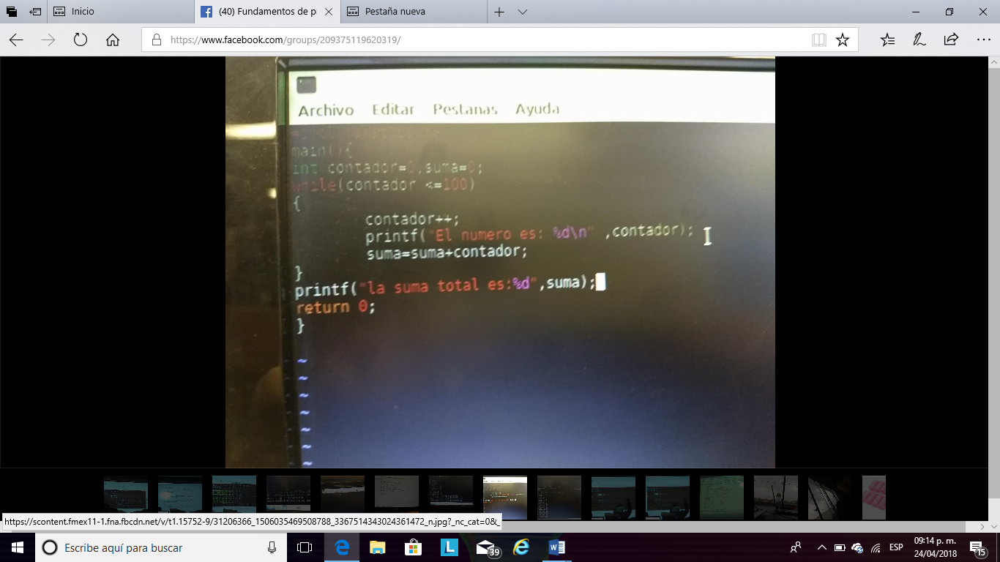 Inicio
(40) Fundamentos de p
Pestaña nueva
https://www.facebook.com/groups/209375119620319/
Archivo Editar Pestanas Ayuda
main(){
int contador=0,suma=0;
while(contador <=100)
{
contador++;
printf("El numero es: %d\n" ,contador);
suma=suma+contador;
}
printf("la suma total es:%d",suma);
return 0;
}
~
~
~
~
~
~
~
https://scontent.fmex11-1.fna.fbcdn.net/v/t1.15752-9/31206366_1506035469508788_3367514343024361472_n.jpg?_nc_cat=0&_
Escribe aquí para buscar
L
39
ESP
09:14 p. m.
24/04/2018
15